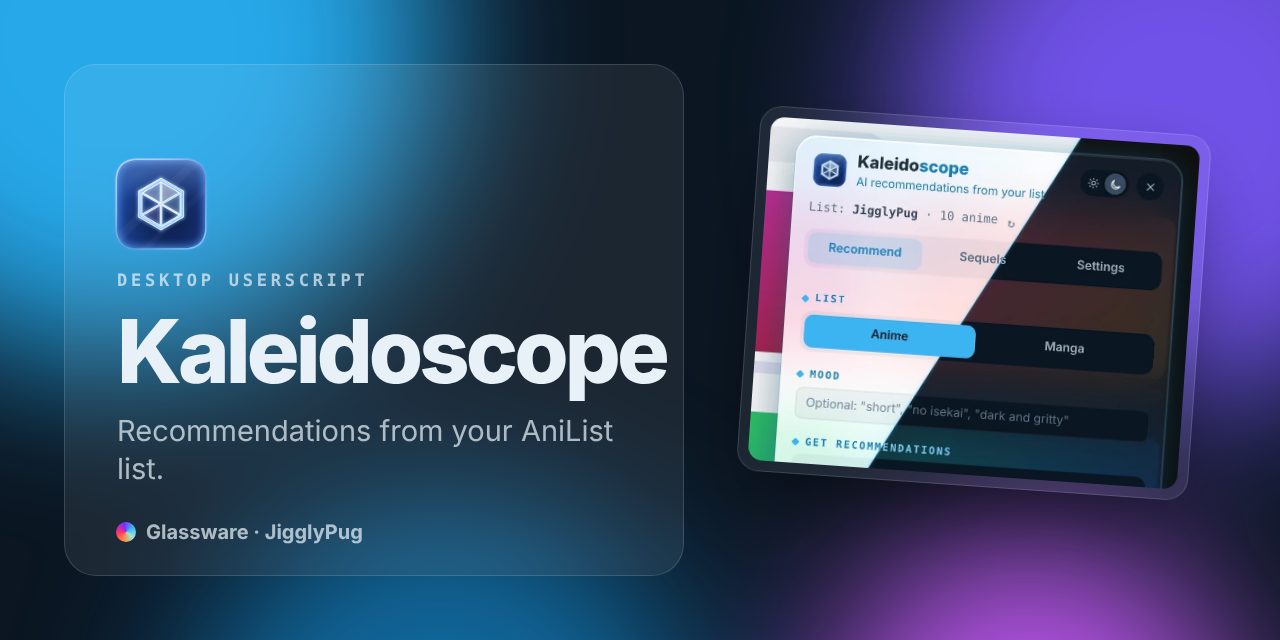 DESKTOP USERSCRIPT
Kaleidoscope
Recommendations from your AniList
list.
Glassware · JigglyPug
Kaleidoscope
AI recommendations from your list
List: JigglyPug · 10 anime ↻
Recommend Sequels Settings
LIST
Anime Manga
MOOD
Optional: "short", "no isekai", "dark and gritty"
GET RECOMMENDATIONS